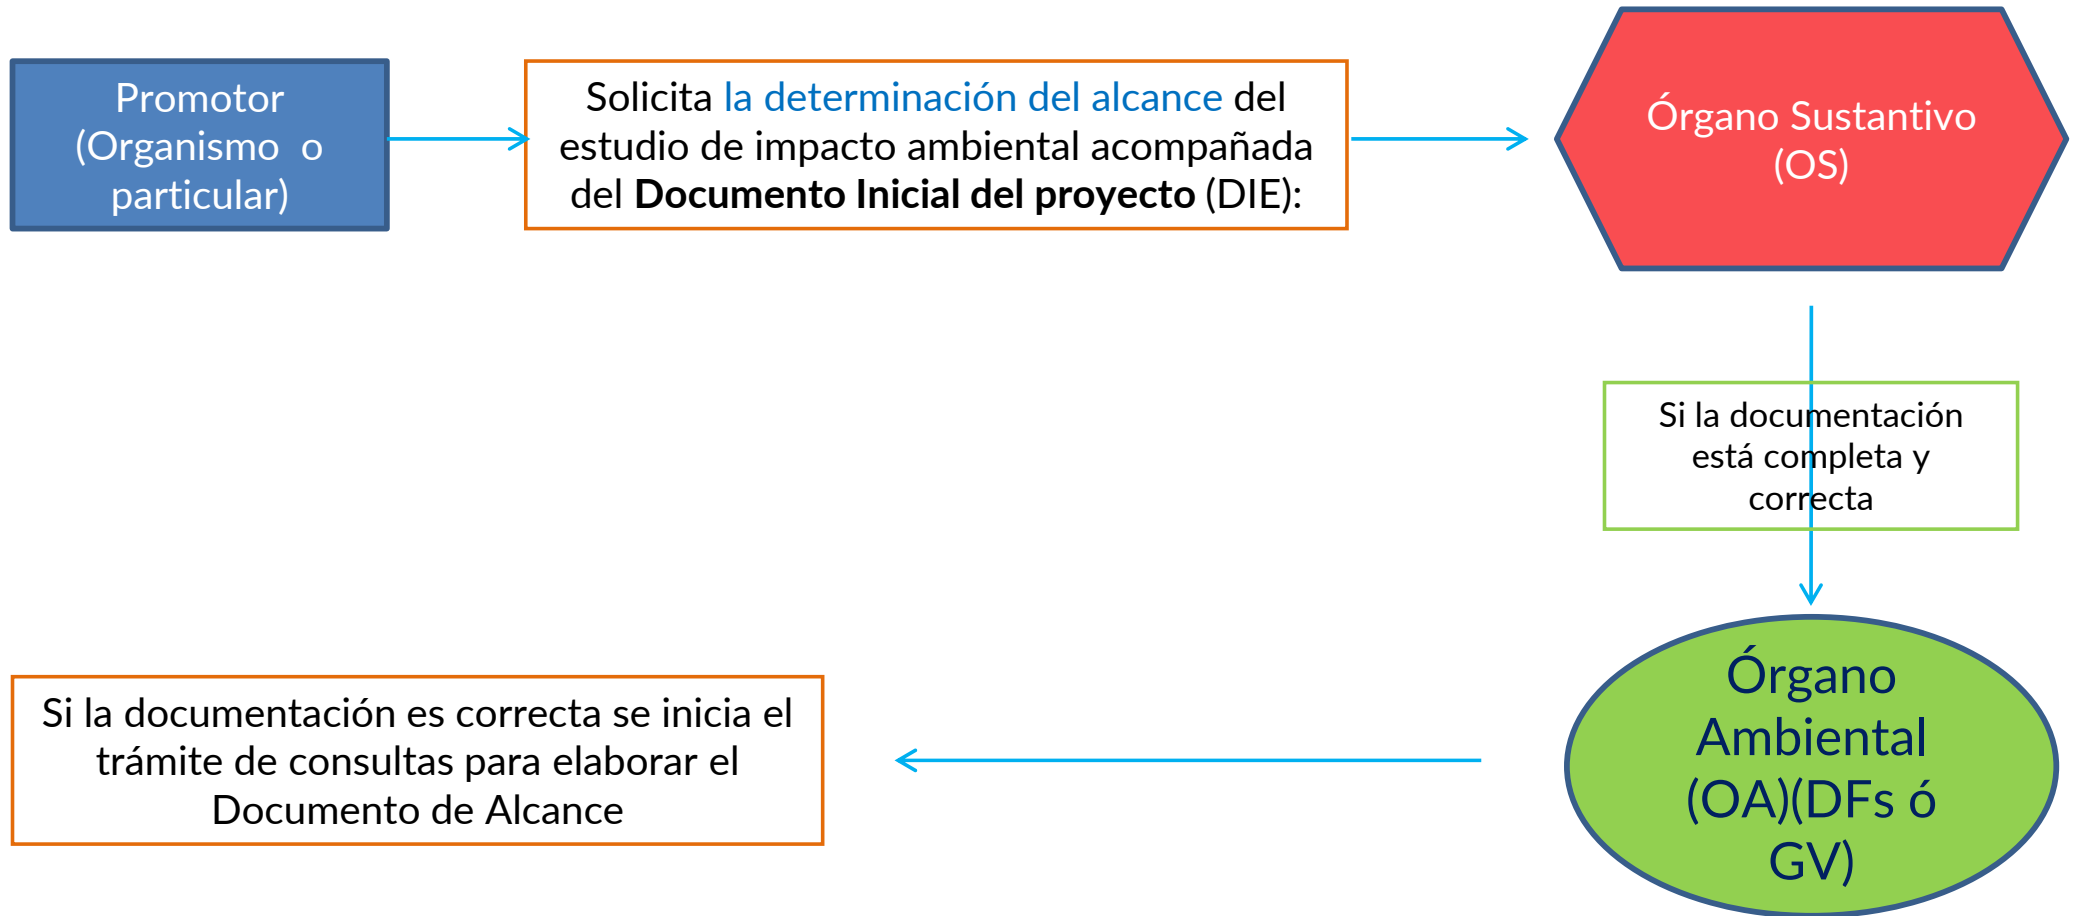 Promotor
(Organismo o
particular)
Solicita la determinación del alcance del
estudio de impacto ambiental acompañada
del Documento Inicial del proyecto (DIE):
Órgano Sustantivo
(OS)
Si la documentación
está completa y
correcta
Órgano
Ambiental
(OA)(DFs ó
GV)
Si la documentación es correcta se inicia el
trámite de consultas para elaborar el
Documento de Alcance